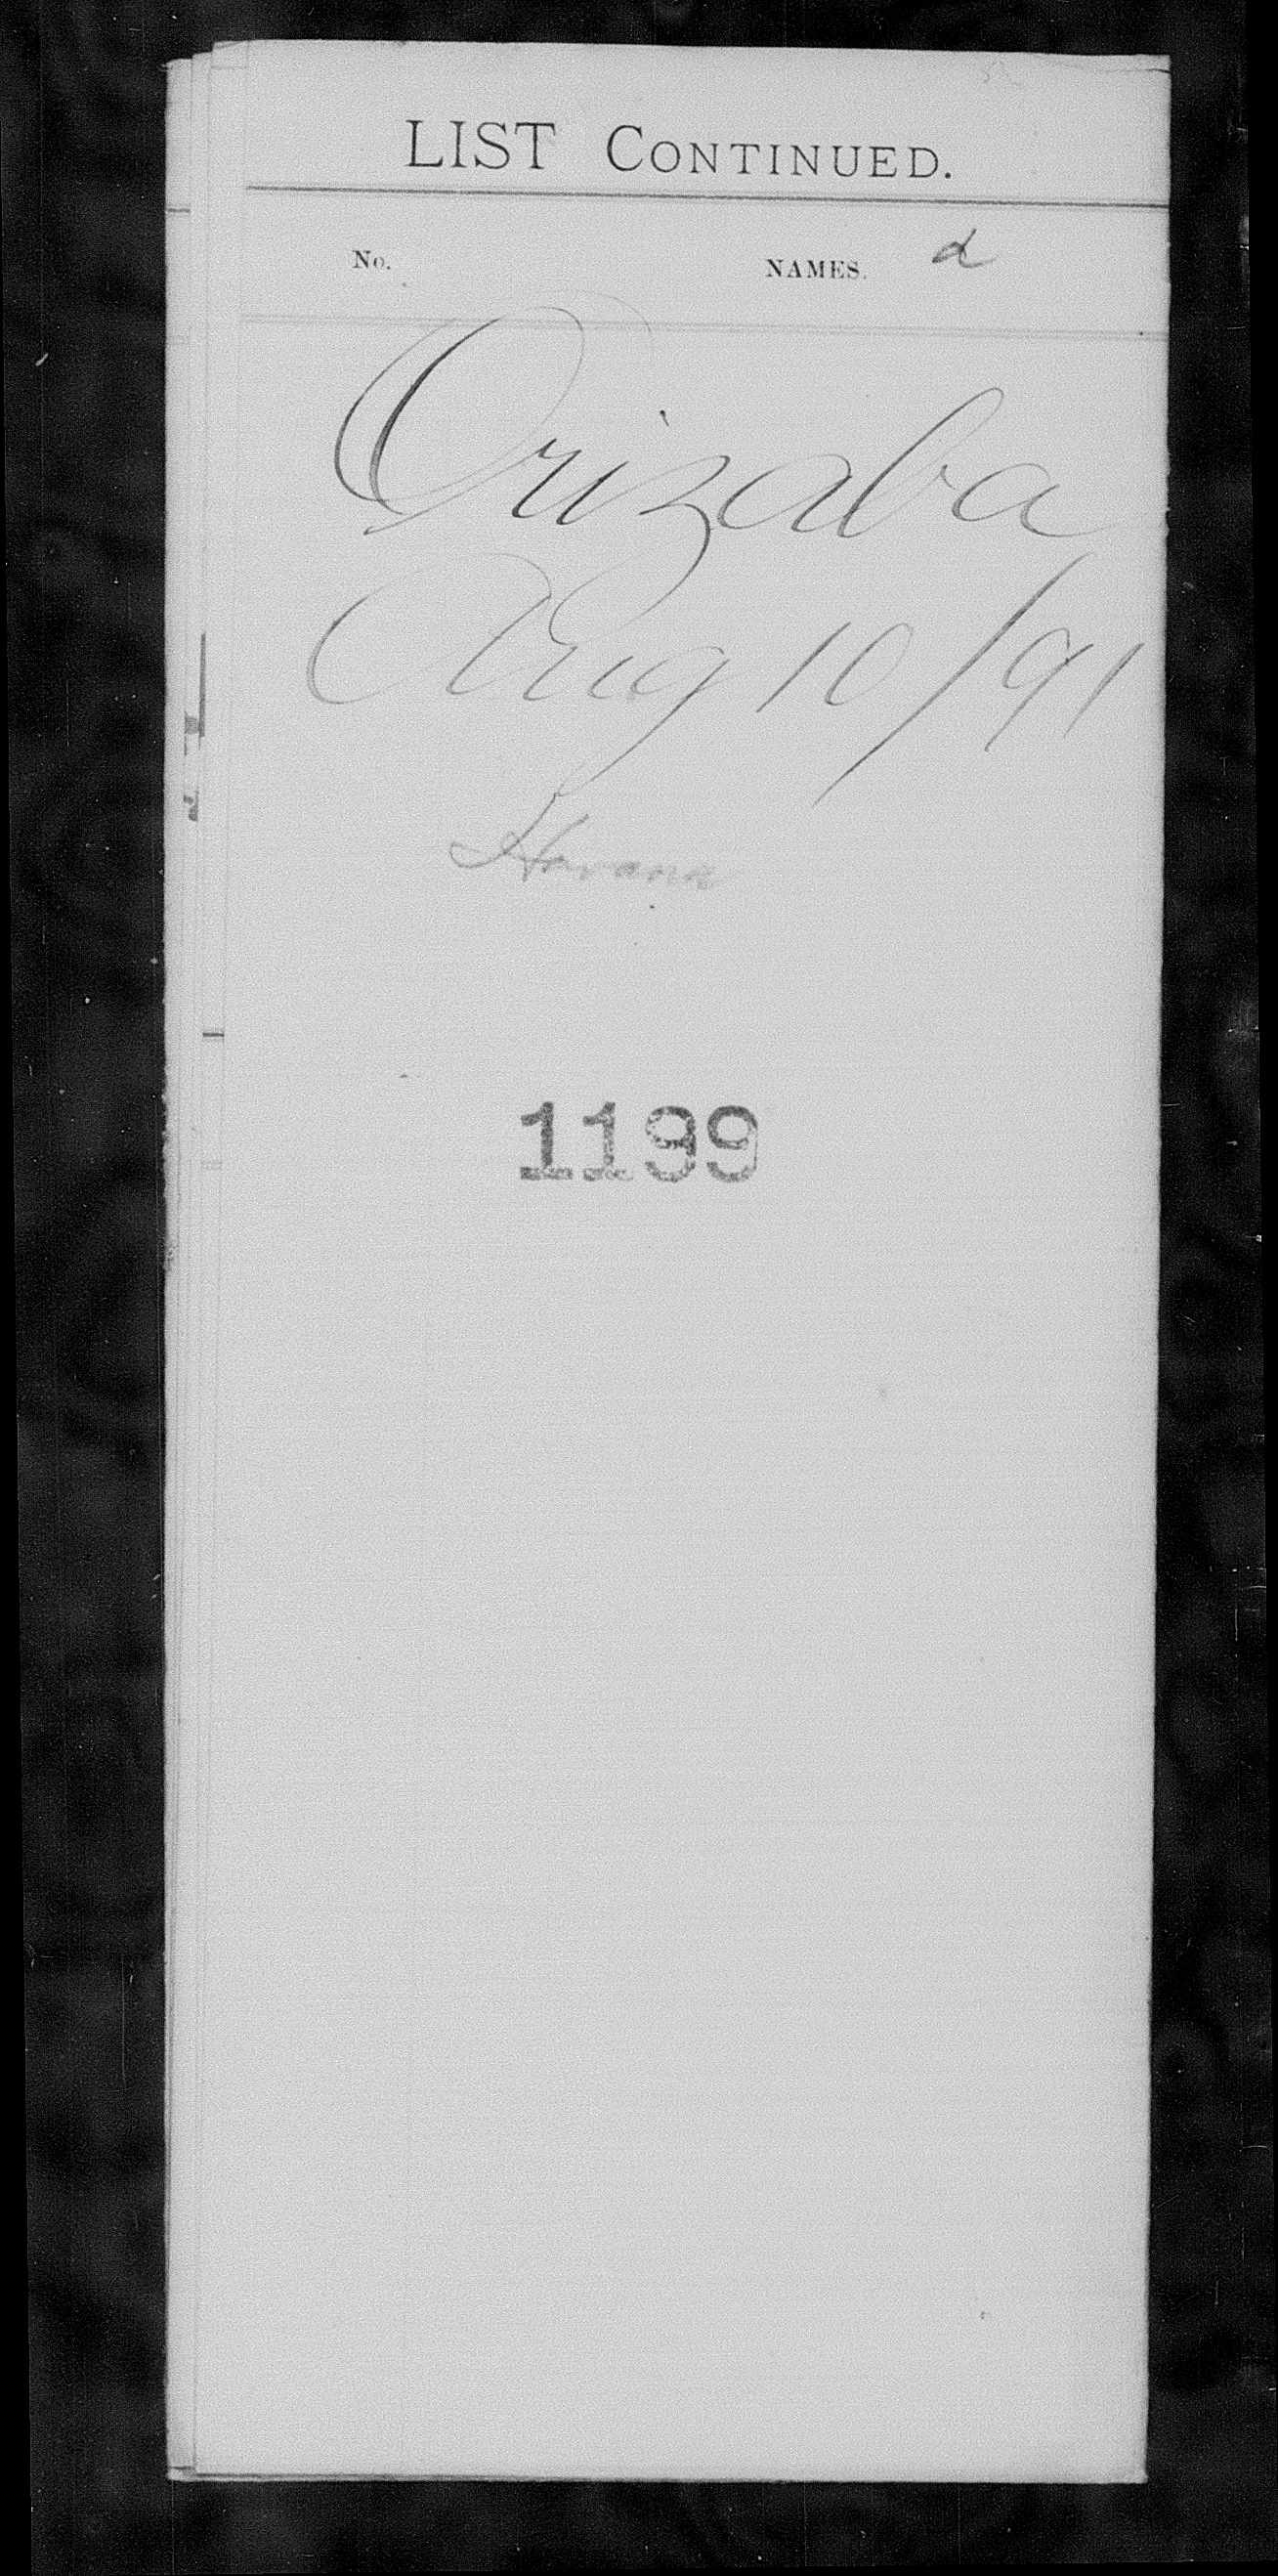 LIST CONTINUED.
No. NAMES. d
Orizaba
Aug 10/91
Havana
1199